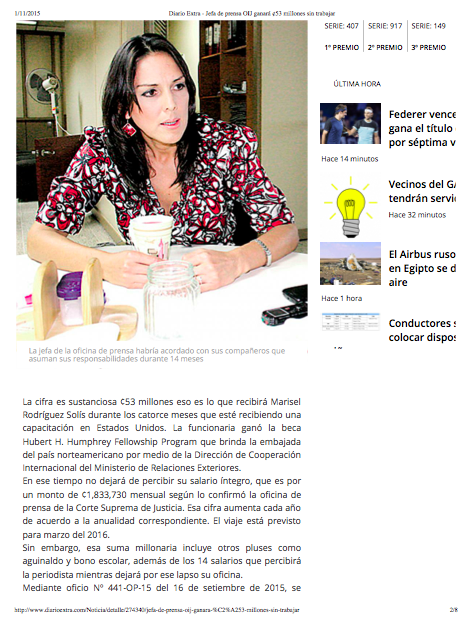 1/11/2015
Diario Extra - Jefa de prensa OIJ ganará ¢53 millones sin trabajar
SERIE: 407
SERIE: 917
SERIE: 149
1º PREMIO
2º PREMIO
3º PREMIO
ÚLTIMA HORA
Federer vence
gana el título
por séptima v
Hace 14 minutos
Vecinos del GA
tendrán servic
Hace 32 minutos
El Airbus ruso
en Egipto se d
aire
Hace 1 hora
Conductores s
colocar dispos
La jefa de la oficina de prensa habría acordado con sus compañeros que
asuman sus responsabilidades durante 14 meses
La cifra es sustanciosa ¢53 millones eso es lo que recibirá Marisel
Rodríguez Solís durante los catorce meses que esté recibiendo una
capacitación en Estados Unidos. La funcionaria ganó la beca
Hubert H. Humphrey Fellowship Program que brinda la embajada
del país norteamericano por medio de la Dirección de Cooperación
Internacional del Ministerio de Relaciones Exteriores.
En ese tiempo no dejará de percibir su salario íntegro, que es por
un monto de ¢1,833,730 mensual según lo confirmó la oficina de
prensa de la Corte Suprema de Justicia. Esa cifra aumenta cada año
de acuerdo a la anualidad correspondiente. El viaje está previsto
para marzo del 2016.
Sin embargo, esa suma millonaria incluye otros pluses como
aguinaldo y bono escolar, además de los 14 salarios que percibirá
la periodista mientras dejará por ese lapso su oficina.
Mediante oficio Nº 441-OP-15 del 16 de setiembre de 2015, se
http://www.diarioextra.com/Noticia/detalle/274340/jefa-de-prensa-oij-ganara-%C2%A253-millones-sin-trabajar
2/8